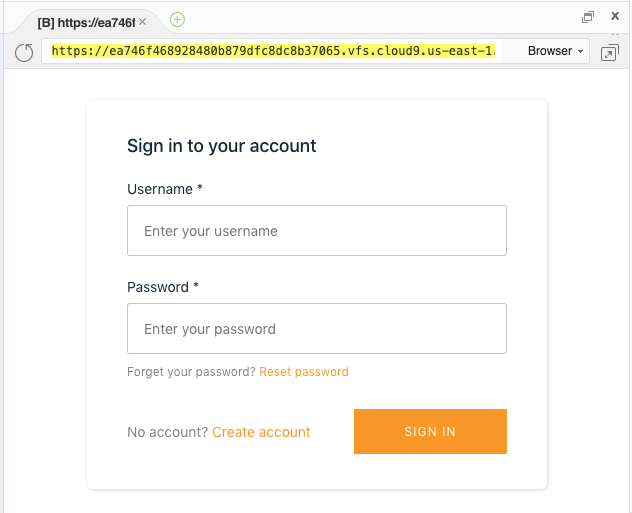 [B] https://ea746f
https://ea746f468928480b879dfc8dc8b37065.vfs.cloud9.us-east-1.
Browser
Sign in to your account
Username *
Enter your username
Password *
Enter your password
Forget your password? Reset password
No account? Create account
SIGN IN